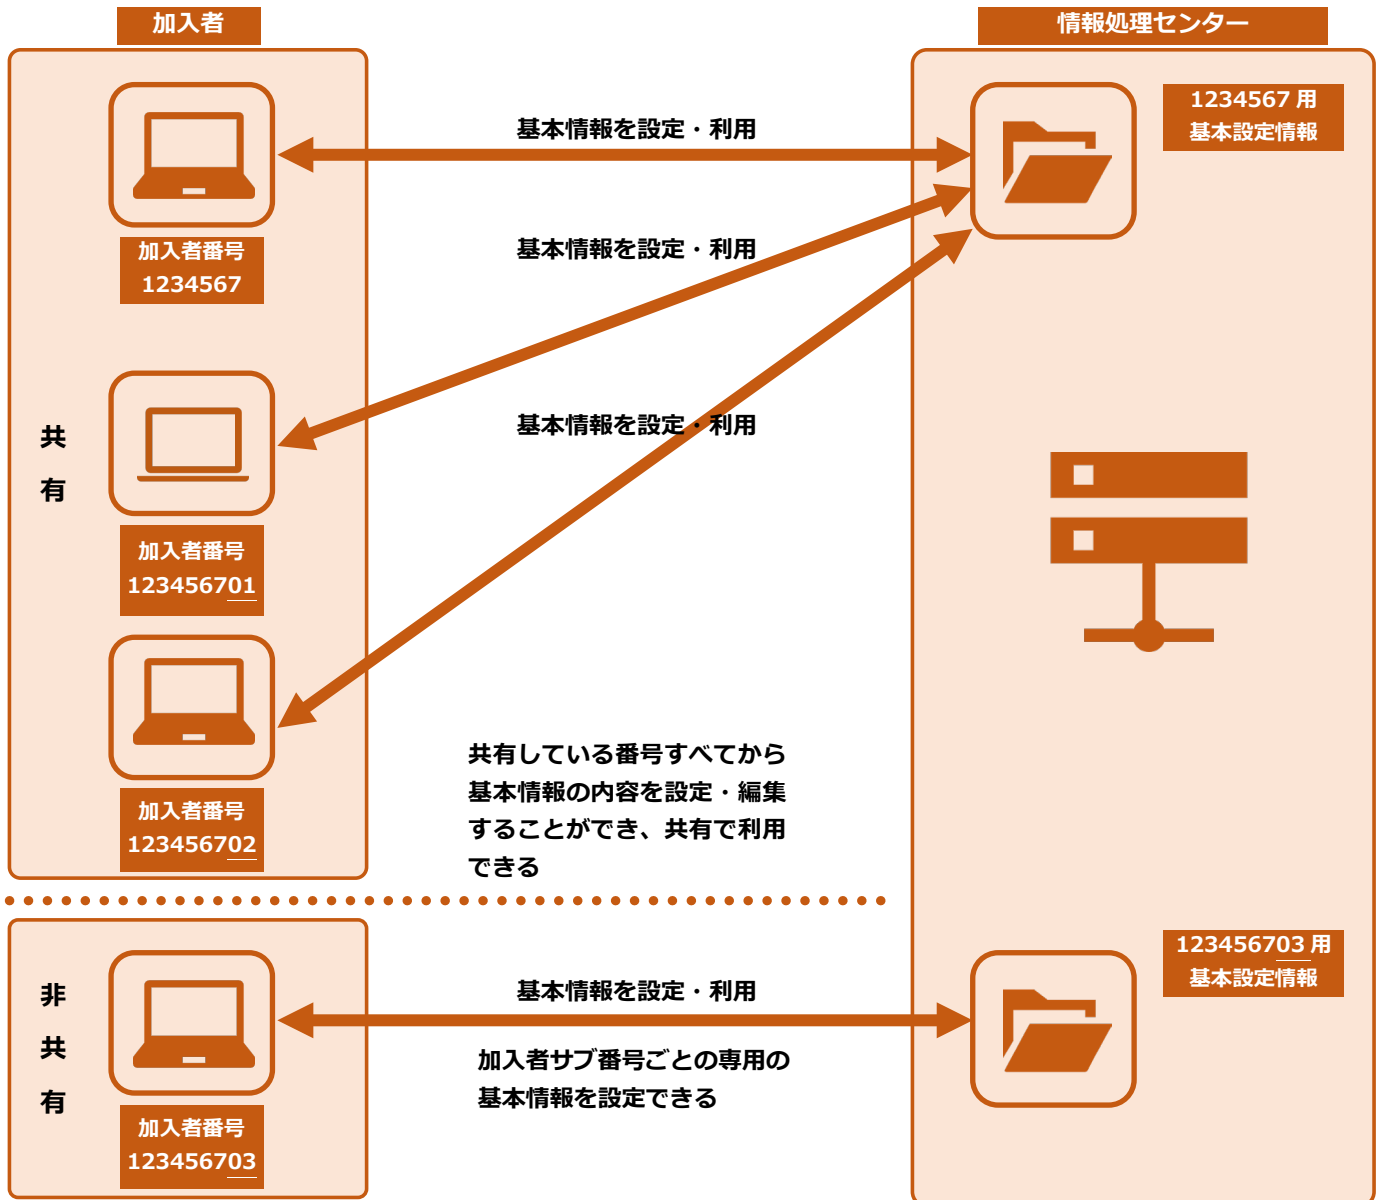 加入者
情報処理センター
1234567 用
基本設定情報
基本情報を設定・利用
加入者番号
1234567
基本情報を設定・利用
基本情報を設定・利用
共
有
加入者番号
123456701
加入者番号
123456702
共有している番号すべてから
基本情報の内容を設定・編集
することができ、共有で利用
できる
123456703 用
基本設定情報
非
共
有
基本情報を設定・利用
加入者サブ番号ごとの専用の
基本情報を設定できる
加入者番号
123456703